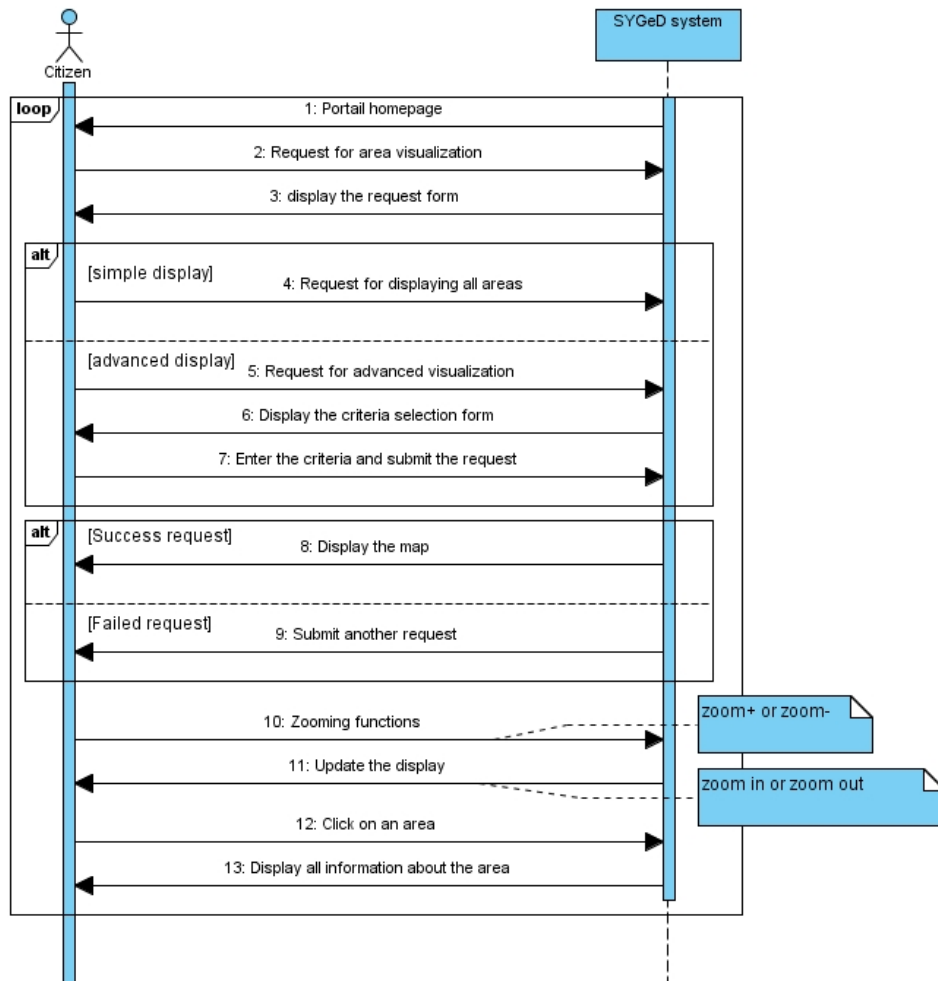 SYGeD system
Citizen
loop
1: Portail homepage
2: Request for area visualization
3: display the request form
alt
[simple display]
4: Request for displaying all areas
[advanced display]
5: Request for advanced visualization
6: Display the criteria selection form
7: Enter the criteria and submit the request
alt
[Success request]
8: Display the map
[Failed request]
9: Submit another request
10: Zooming functions
zoom+ or zoom-
11: Update the display
zoom in or zoom out
12: Click on an area
13: Display all information about the area